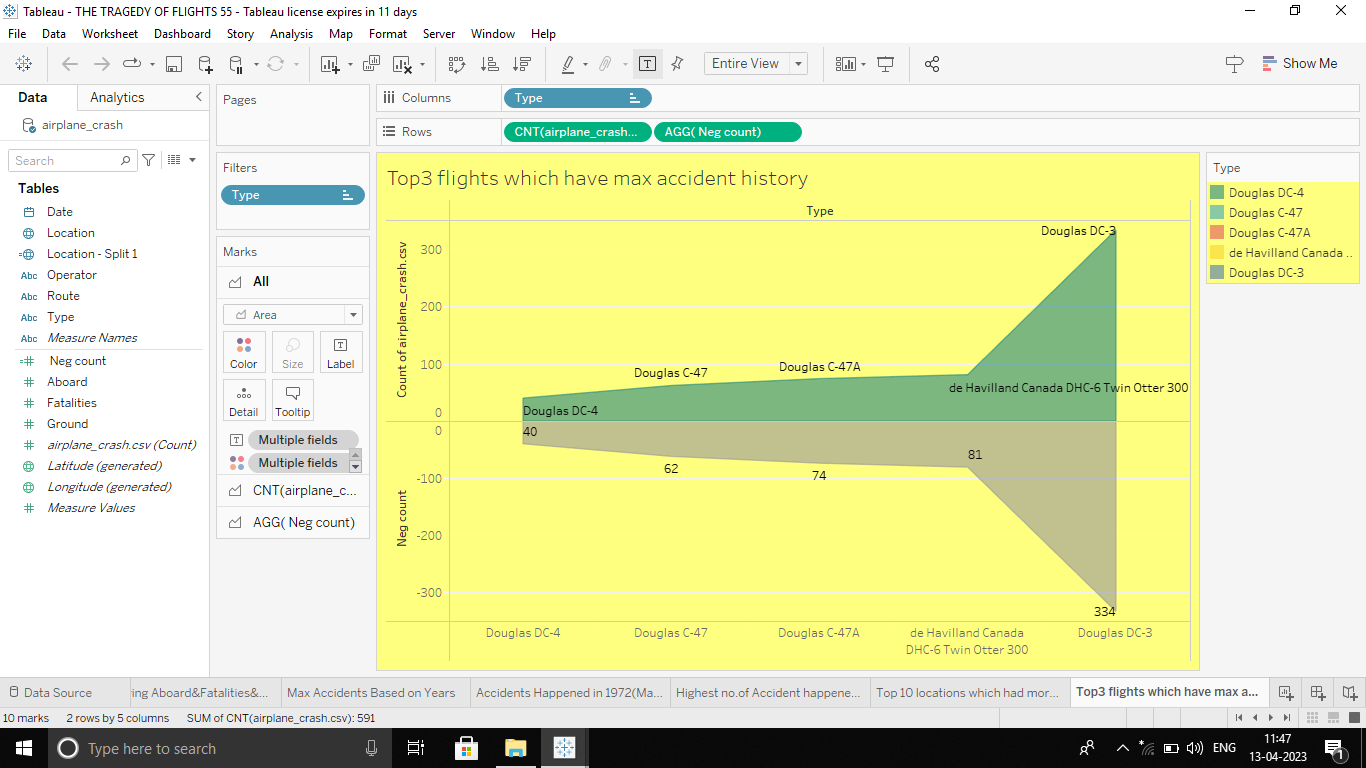 Tableau - THE TRAGEDY OF FLIGHTS 55 - Tableau license expires in 11 days
File Data Worksheet Dashboard Story Analysis Map Format Server Window Help
Entire View
Show Me
Data Analytics
airplane_crash
Search
Tables
Date
Location
Location - Split 1
Abc Operator
Abc Route
Abc Type
Abc Measure Names
Neg count
Aboard
Fatalities
Ground
airplane_crash.csv (Count)
Latitude (generated)
Longitude (generated)
Measure Values
Pages
Filters
Type
Marks
All
Area
Color Size Label
Detail Tooltip
Multiple fields
Multiple fields
CNT(airplane_c...
AGG( Neg count)
Columns Type
Rows CNT(airplane_crash... AGG( Neg count)
Top3 flights which have max accident history
Type
Count of airplane_crash.csv
300
200
100
0
Douglas DC-3
Douglas C-47
Douglas C-47A
de Havilland Canada DHC-6 Twin Otter 300
Douglas DC-4
Neg count
0
-100
-200
-300
40
62
74
81
334
Douglas DC-4 Douglas C-47 Douglas C-47A de Havilland Canada Douglas DC-3
DHC-6 Twin Otter 300
Type
Douglas DC-4
Douglas C-47
Douglas C-47A
de Havilland Canada ..
Douglas DC-3
Data Source ring Aboard&Fatalities&... Max Accidents Based on Years Accidents Happened in 1972(Ma... Highest no.of Accident happene... Top 10 locations which had mor... Top3 flights which have max a...
10 marks 2 rows by 5 columns SUM of CNT(airplane_crash.csv): 591
Type here to search
ENG
11:47
13-04-2023
1